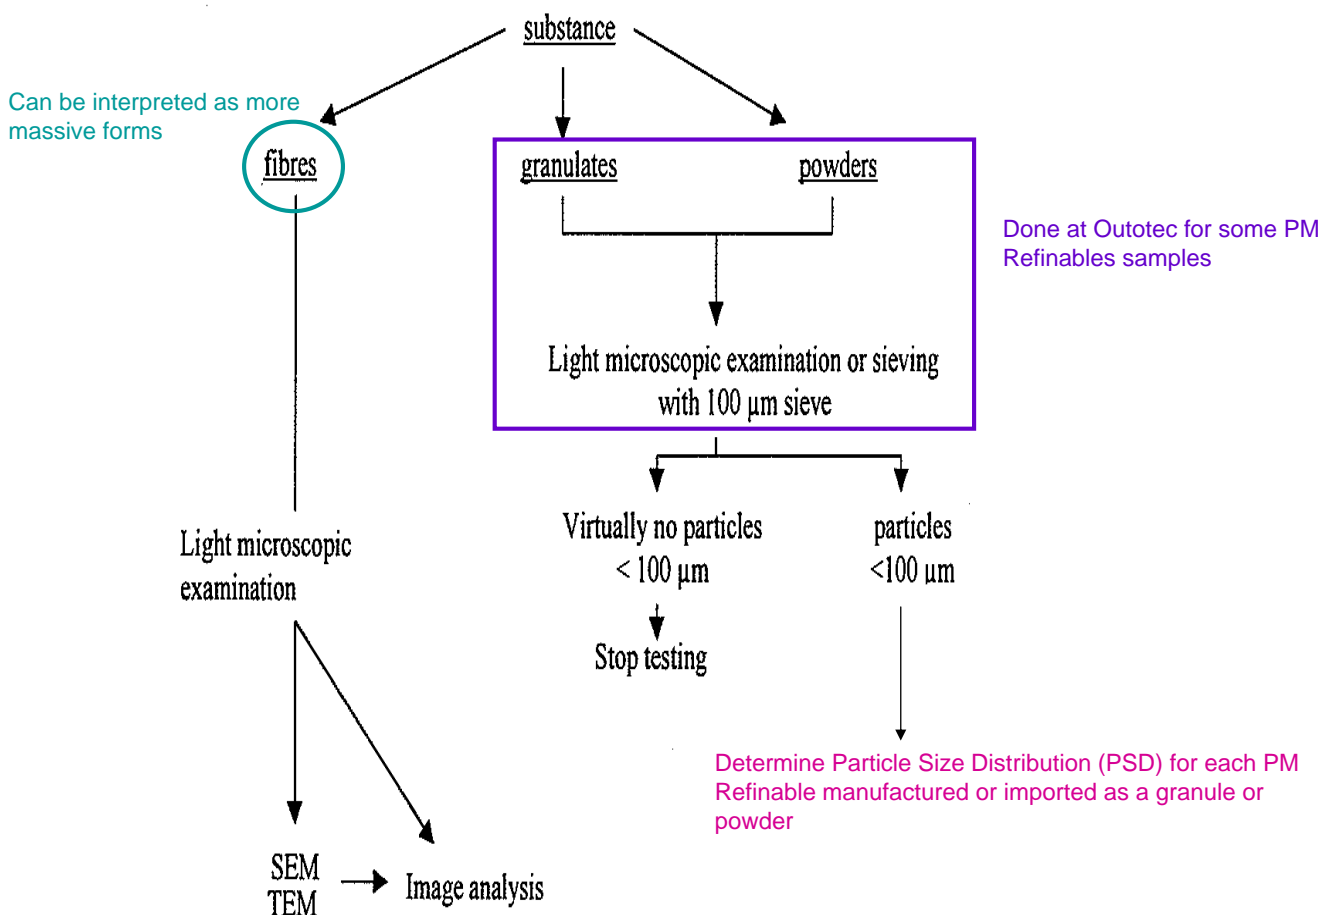 substance
Can be interpreted as more
massive forms
fibres
granulates
powders
Done at Outotec for some PM
Refinables samples
Light microscopic examination or sieving
with 100 µm sieve
Virtually no particles
< 100 µm
particles
<100 µm
Light microscopic
examination
Stop testing
Determine Particle Size Distribution (PSD) for each PM
Refinable manufactured or imported as a granule or
powder
SEM
TEM
Image analysis